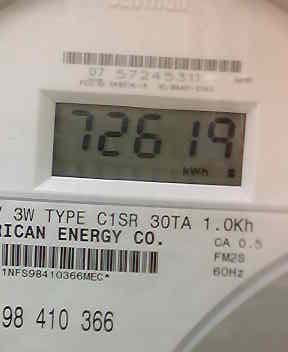 07 57245311
72619
kWh
V 3W TYPE C1SR 30TA 1.0Kh
RICAN ENERGY CO.
CA 0.5
FM2S
60Hz
1NFS98410366MEC*
98 410 366